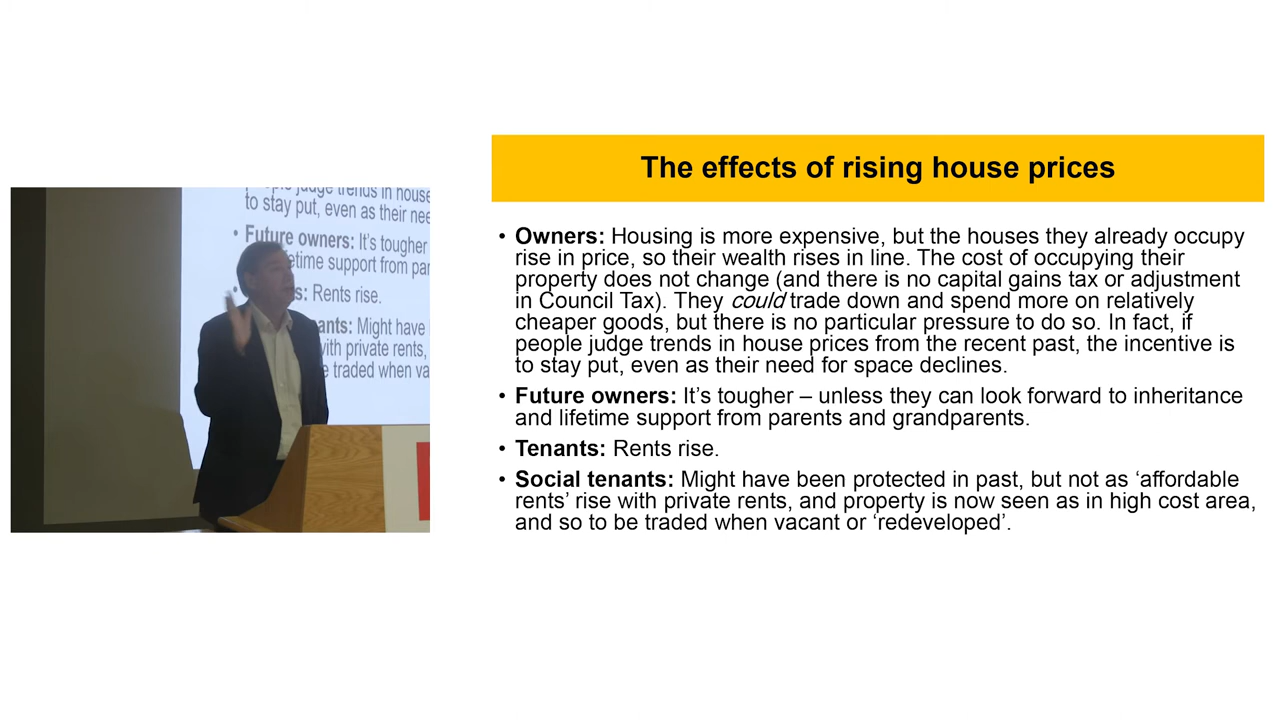 people judge trends in house
to stay put, even as their nee
• Future owners: It's tougher
lifetime support from par
s: Rents rise.
nants: Might have
with private rents,
e traded when va
The effects of rising house prices
• Owners: Housing is more expensive, but the houses they already occupy
rise in price, so their wealth rises in line. The cost of occupying their
property does not change (and there is no capital gains tax or adjustment
in Council Tax). They could trade down and spend more on relatively
cheaper goods, but there is no particular pressure to do so. In fact, if
people judge trends in house prices from the recent past, the incentive is
to stay put, even as their need for space declines.
• Future owners: It's tougher – unless they can look forward to inheritance
and lifetime support from parents and grandparents.
• Tenants: Rents rise.
• Social tenants: Might have been protected in past, but not as ‘affordable
rents’ rise with private rents, and property is now seen as in high cost area,
and so to be traded when vacant or ‘redeveloped’.